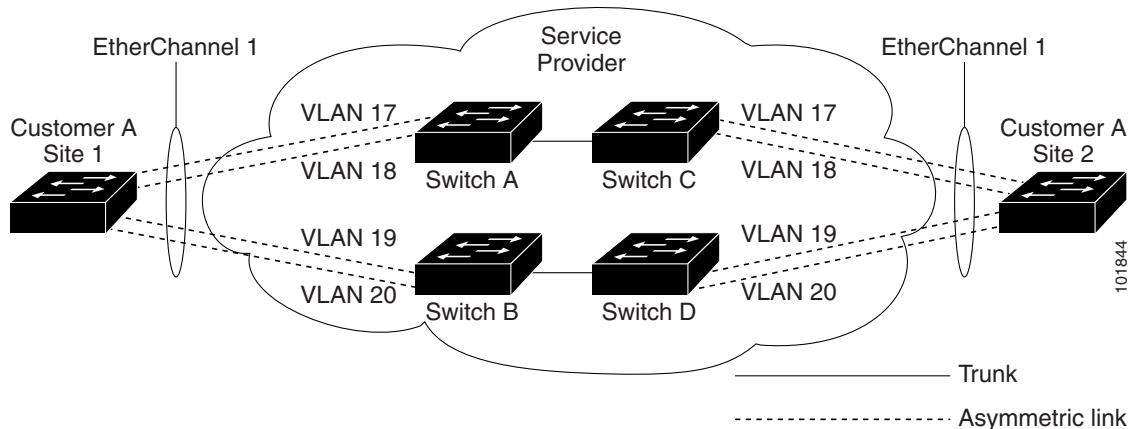 EtherChannel 1
Service
Provider
EtherChannel 1
Customer A
Site 1
VLAN 17
VLAN 18
Switch A
Switch C
VLAN 17
VLAN 18
Customer A
Site 2
VLAN 19
VLAN 20
Switch B
Switch D
VLAN 19
VLAN 20
101844
Trunk
Asymmetric link